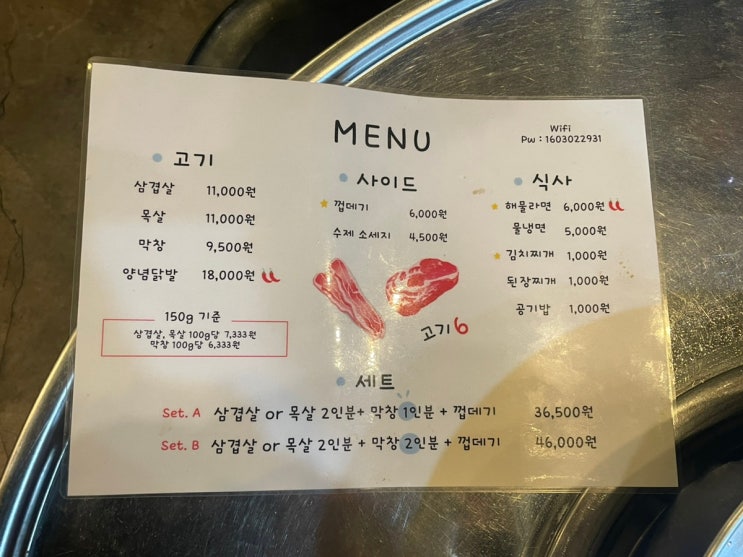 MENU
Wifi
Pw : 1603022931
고기
삼겹살 11,000원
목살 11,000원
막창 9,500원
양념닭발 18,000원
150g 기준
삼겹살, 목살 100g당 7,333원
막창 100g당 6,333원
사이드
껍데기 6,000원
수제 소세지 4,500원
고기6
식사
해물라면 6,000원
물냉면 5,000원
김치찌개 1,000원
된장찌개 1,000원
공기밥 1,000원
세트
Set. A 삼겹살 or 목살 2인분+ 막창 1인분 + 껍데기 36,500원
Set. B 삼겹살 or 목살 2인분 + 막창 2인분 + 껍데기 46,000원